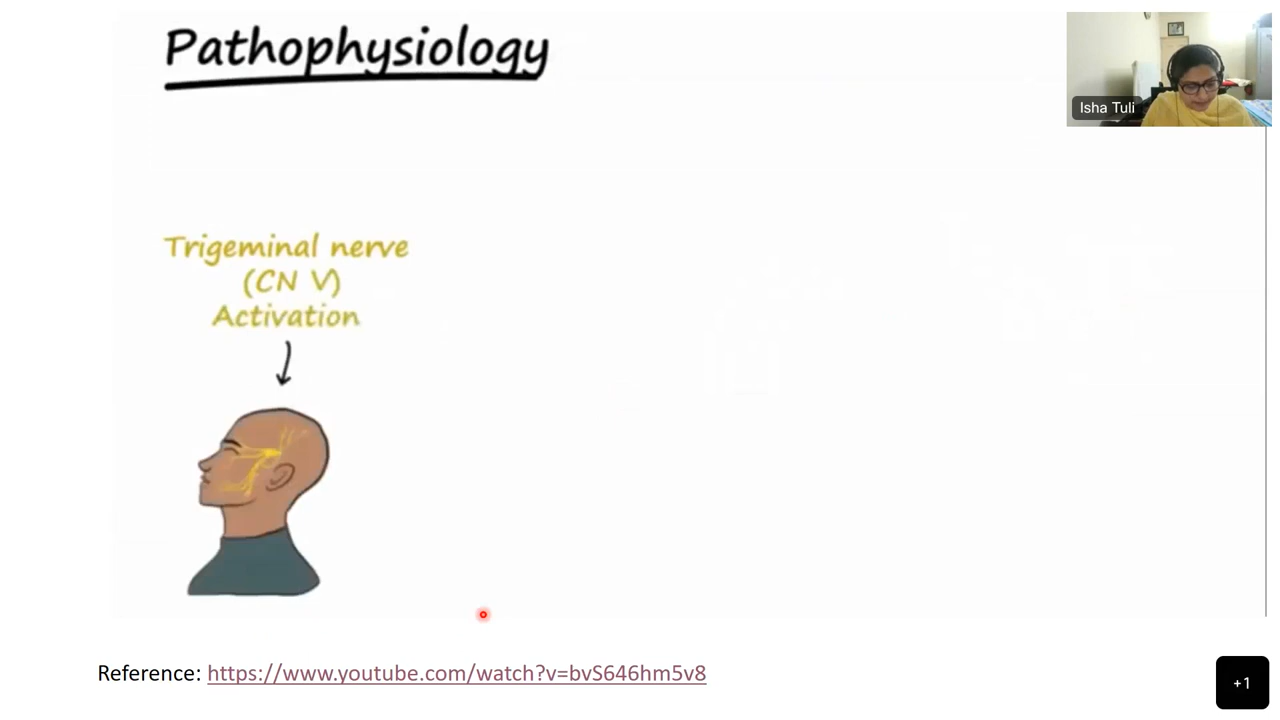 Pathophysiology
Isha Tuli
Trigeminal nerve
(CN V)
Activation
Reference: https://www.youtube.com/watch?v=bvS646hm5v8
+1